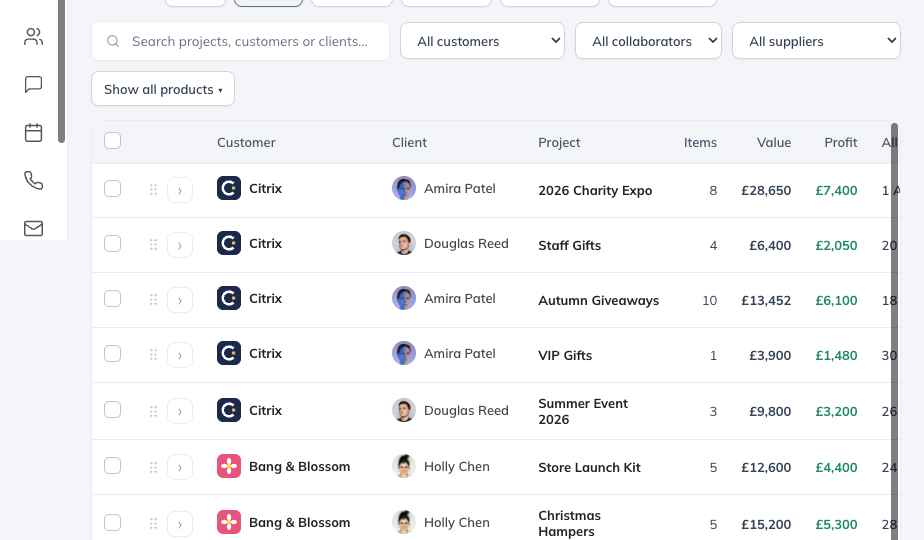 Search projects, customers or clients...
All customers
All collaborators
All suppliers
Show all products ▾
Customer Client Project Items Value Profit All
Citrix Amira Patel 2026 Charity Expo 8 £28,650 £7,400 1 A
Citrix Douglas Reed Staff Gifts 4 £6,400 £2,050 20
Citrix Amira Patel Autumn Giveaways 10 £13,452 £6,100 18
Citrix Amira Patel VIP Gifts 1 £3,900 £1,480 30
Citrix Douglas Reed Summer Event 2026 3 £9,800 £3,200 26
Bang & Blossom Holly Chen Store Launch Kit 5 £12,600 £4,400 24
Bang & Blossom Holly Chen Christmas Hampers 5 £15,200 £5,300 28